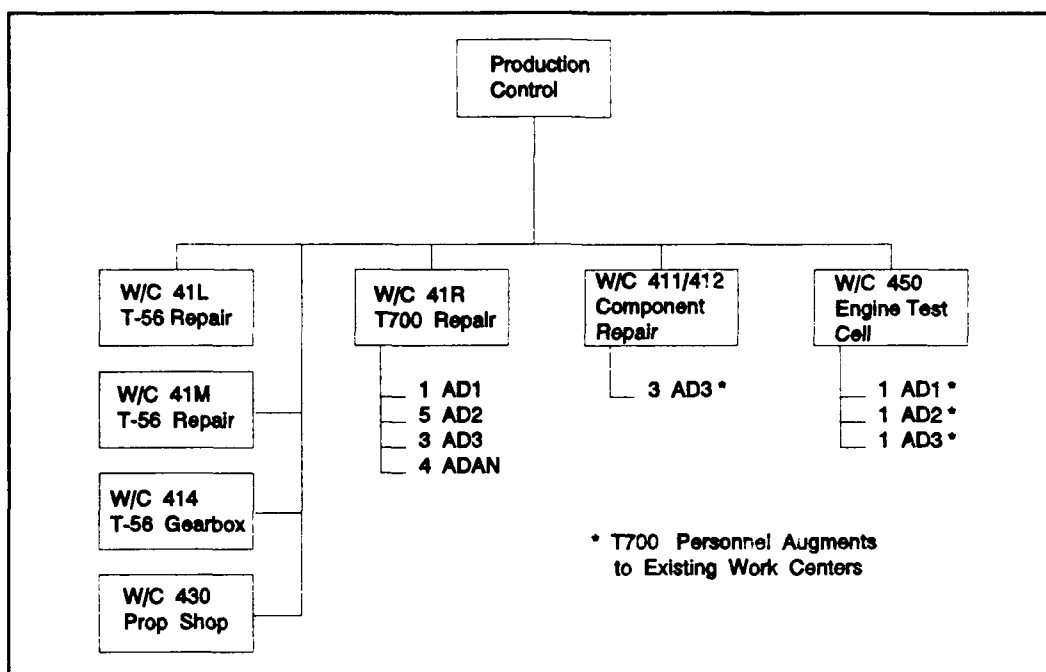 Production
Control
W/C 41L
T-56 Repair
W/C 41M
T-56 Repair
W/C 414
T-56 Gearbox
W/C 430
Prop Shop
W/C 41R
T700 Repair
1 AD1
5 AD2
3 AD3
4 ADAN
W/C 411/412
Component
Repair
3 AD3 *
W/C 450
Engine Test
Cell
1 AD1 *
1 AD2 *
1 AD3 *
* T700 Personnel Augments
to Existing Work Centers